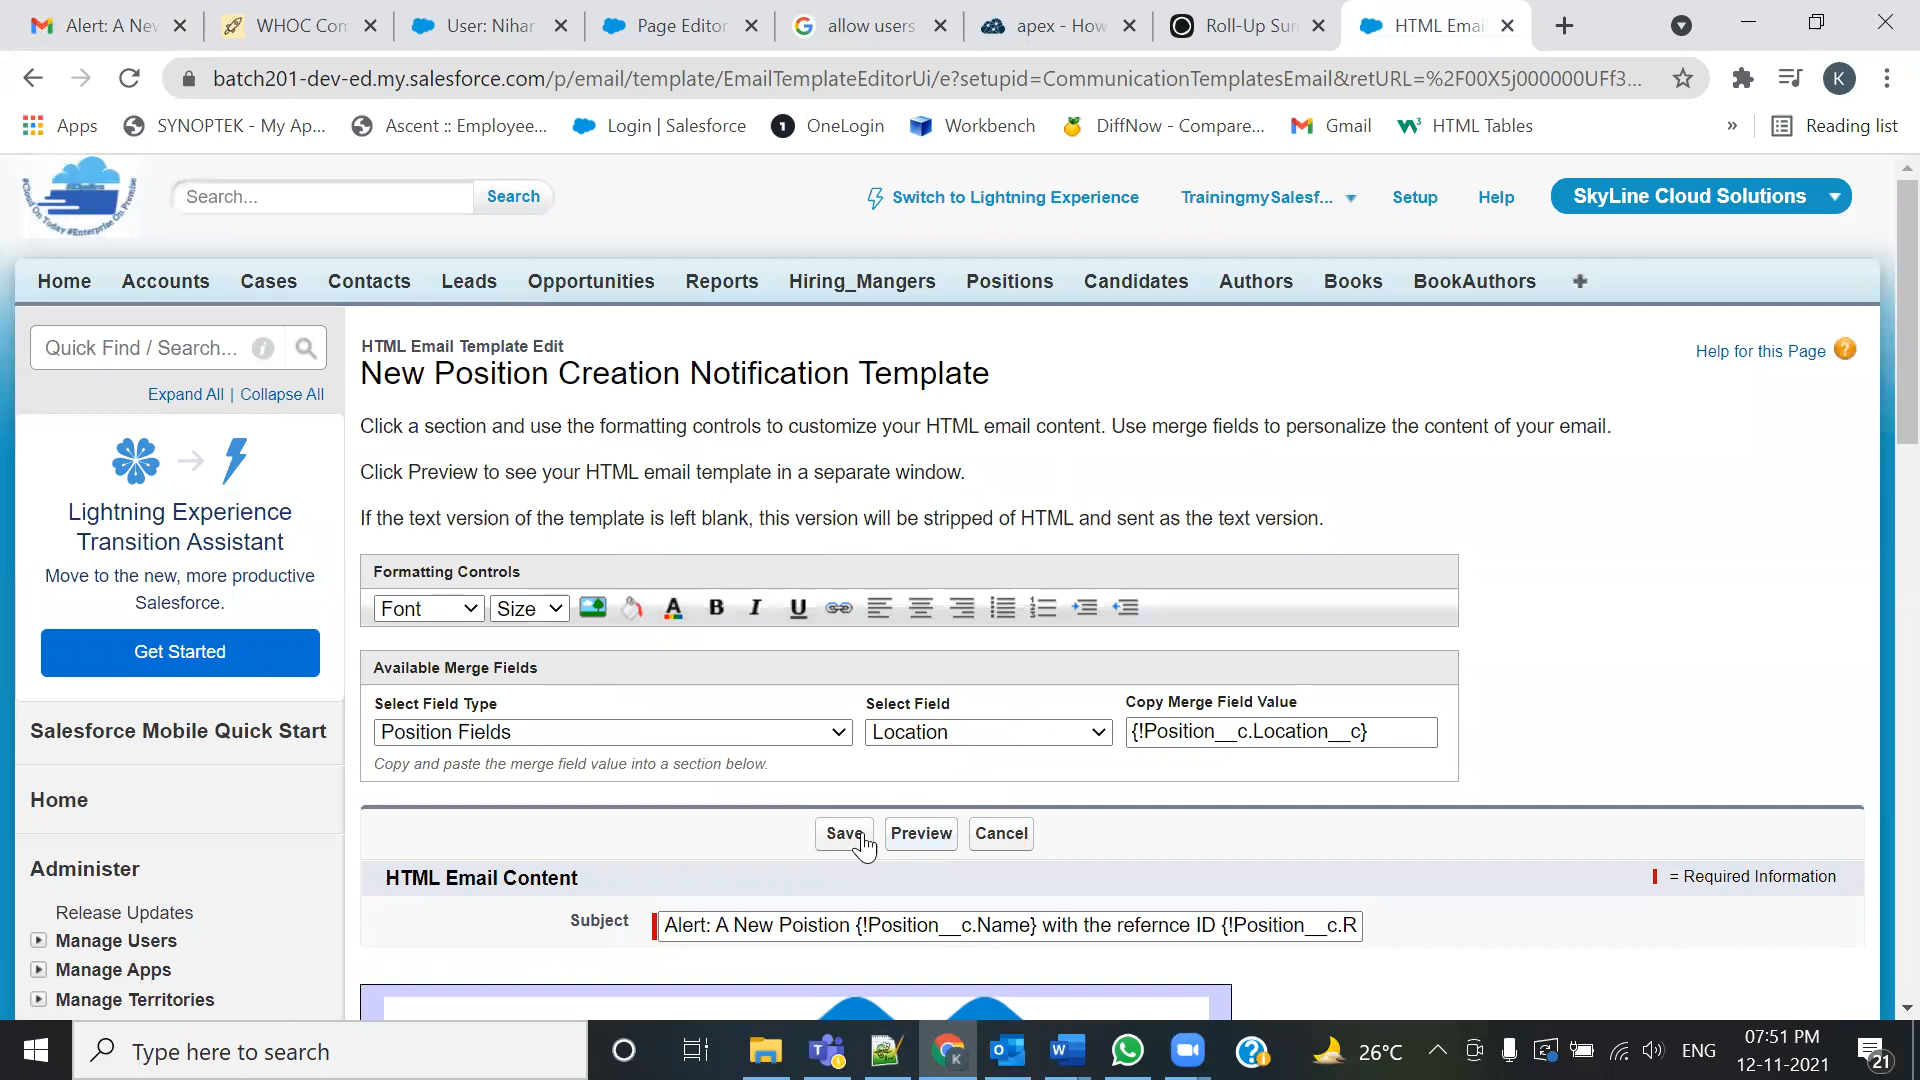 Alert: A Nev
WHOC Com
User: Nihar
Page Editor
allow users
apex - How
Roll-Up Sun
HTML Email
batch201-dev-ed.my.salesforce.com/p/email/template/EmailTemplateEditorUi/e?setupid=CommunicationTemplatesEmail&retURL=%2F00X5j000000UFf3...
K
Apps
SYNOPTEK - My Ap...
Ascent :: Employee...
Login | Salesforce
OneLogin
Workbench
DiffNow - Compare...
Gmail
HTML Tables
»
Reading list
Search...
Search
Switch to Lightning Experience
TrainingmySalesf...
Setup
Help
SkyLine Cloud Solutions
Home
Accounts
Cases
Contacts
Leads
Opportunities
Reports
Hiring_Mangers
Positions
Candidates
Authors
Books
BookAuthors
Quick Find / Search...
Expand All | Collapse All
Lightning Experience
Transition Assistant
Move to the new, more productive
Salesforce.
Get Started
Salesforce Mobile Quick Start
Home
Administer
Release Updates
Manage Users
Manage Apps
Manage Territories
HTML Email Template Edit
New Position Creation Notification Template
Help for this Page
Click a section and use the formatting controls to customize your HTML email content. Use merge fields to personalize the content of your email.
Click Preview to see your HTML email template in a separate window.
If the text version of the template is left blank, this version will be stripped of HTML and sent as the text version.
Formatting Controls
Font
Size
A
B
I
U
Available Merge Fields
Select Field Type
Select Field
Copy Merge Field Value
Position Fields
Location
{!Position__c.Location__c}
Copy and paste the merge field value into a section below.
Save
Preview
Cancel
HTML Email Content
= Required Information
Subject
Alert: A New Poistion {!Position__c.Name} with the refernce ID {!Position__c.R
Type here to search
26°C
ENG
07:51 PM
12-11-2021
21